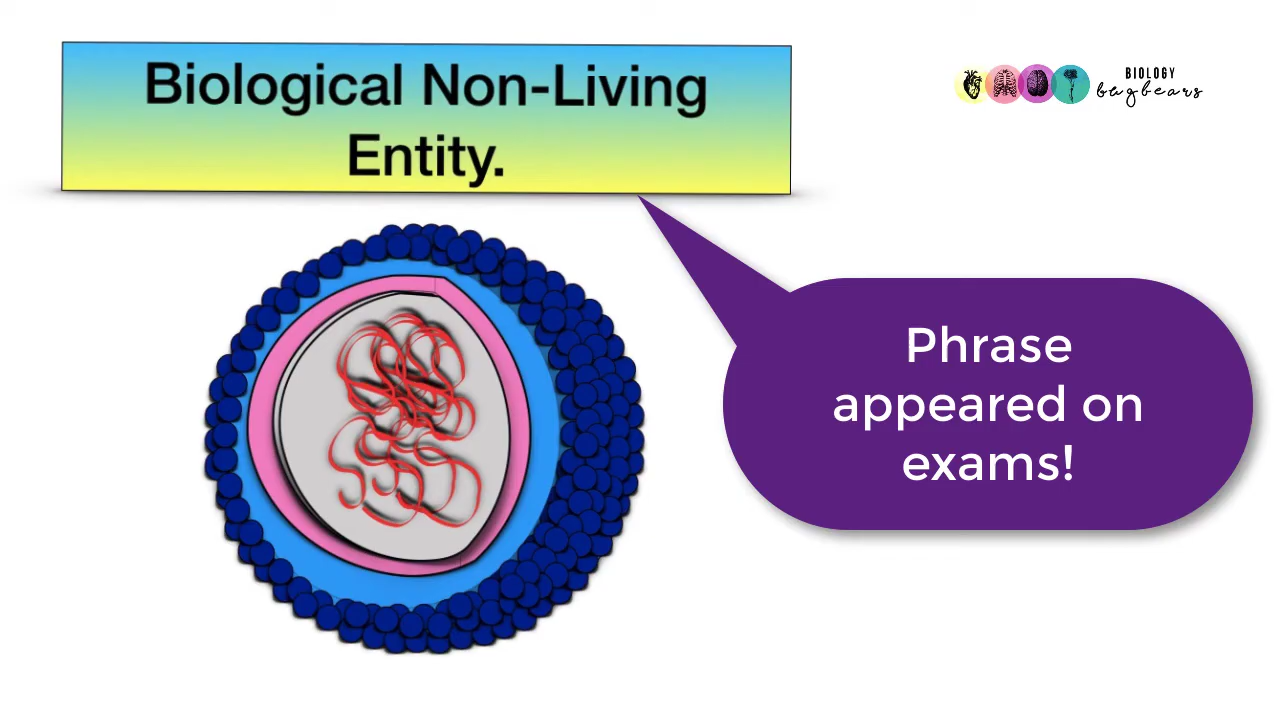 Biological Non-Living
Entity.
BIOLOGY
bugbears
Phrase
appeared on
exams!